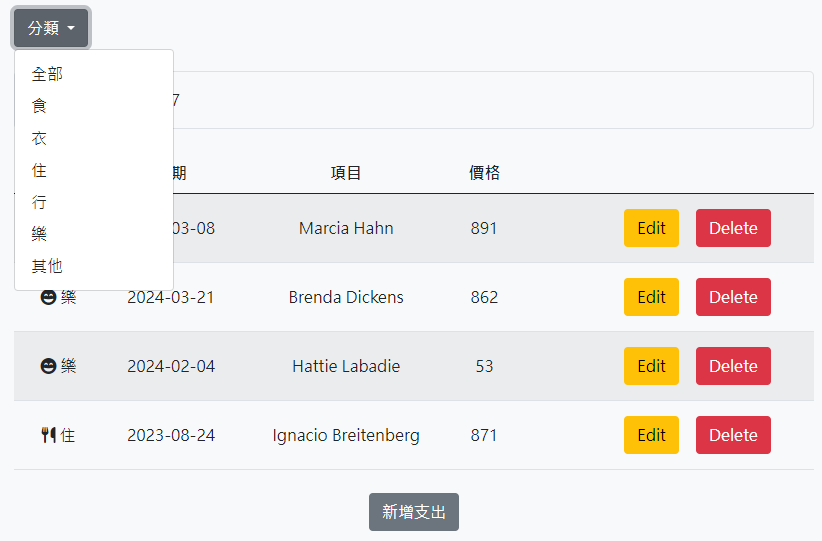 分類
全部
食
衣
住
行
樂
其他
7
期 項目 價格
03-08 Marcia Hahn 891 Edit Delete
樂 2024-03-21 Brenda Dickens 862 Edit Delete
樂 2024-02-04 Hattie Labadie 53 Edit Delete
住 2023-08-24 Ignacio Breitenberg 871 Edit Delete
新增支出